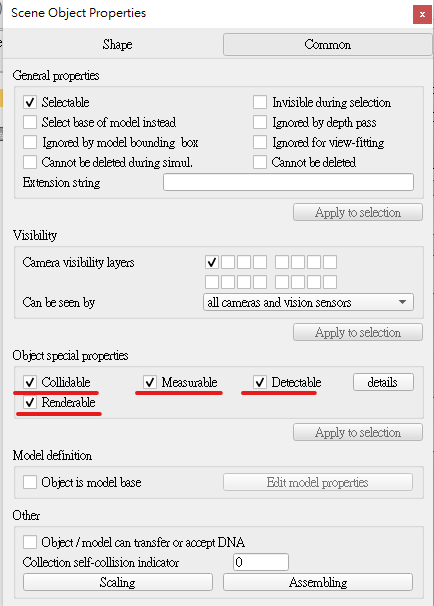 Scene Object Properties
x
Shape Common
General properties
Selectable Invisible during selection
Select base of model instead Ignored by depth pass
Ignored by model bounding box Ignored for view-fitting
Cannot be deleted during simul. Cannot be deleted
Extension string
Apply to selection
Visibility
Camera visibility layers
Can be seen by all cameras and vision sensors
Apply to selection
Object special properties
Collidable Measurable Detectable details
Renderable
Apply to selection
Model definition
Object is model base Edit model properties
Other
Object / model can transfer or accept DNA
Collection self-collision indicator 0
Scaling Assembling